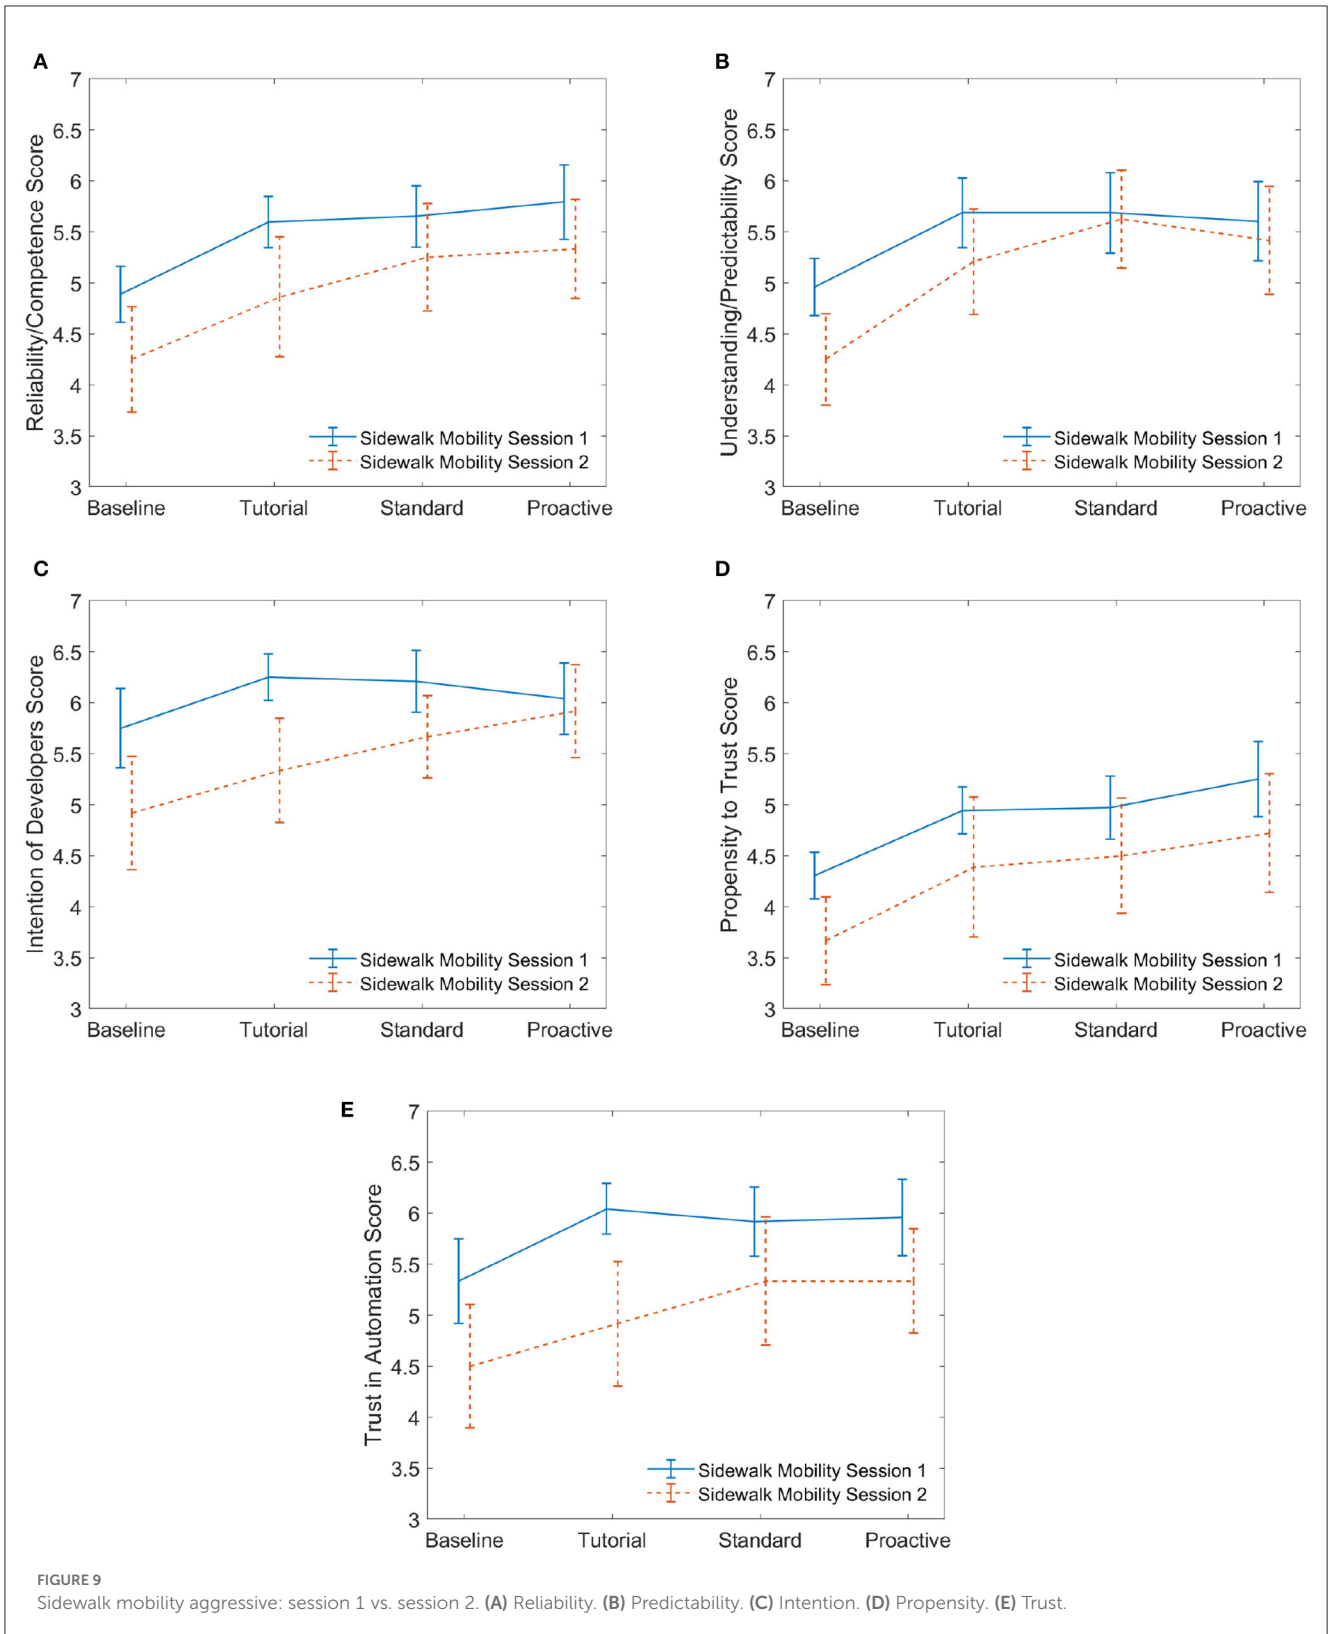 A
Reliability/Competence Score
7
6.5
6
5.5
5
4.5
4
3.5
3
Baseline Tutorial Standard Proactive
Sidewalk Mobility Session 1
Sidewalk Mobility Session 2
B
Understanding/Predictability Score
7
6.5
6
5.5
5
4.5
4
3.5
3
Baseline Tutorial Standard Proactive
Sidewalk Mobility Session 1
Sidewalk Mobility Session 2
C
Intention of Developers Score
7
6.5
6
5.5
5
4.5
4
3.5
3
Baseline Tutorial Standard Proactive
Sidewalk Mobility Session 1
Sidewalk Mobility Session 2
D
Propensity to Trust Score
7
6.5
6
5.5
5
4.5
4
3.5
3
Baseline Tutorial Standard Proactive
Sidewalk Mobility Session 1
Sidewalk Mobility Session 2
E
Trust in Automation Score
7
6.5
6
5.5
5
4.5
4
3.5
3
Baseline Tutorial Standard Proactive
Sidewalk Mobility Session 1
Sidewalk Mobility Session 2
FIGURE 9
Sidewalk mobility aggressive: session 1 vs. session 2. (A) Reliability. (B) Predictability. (C) Intention. (D) Propensity. (E) Trust.